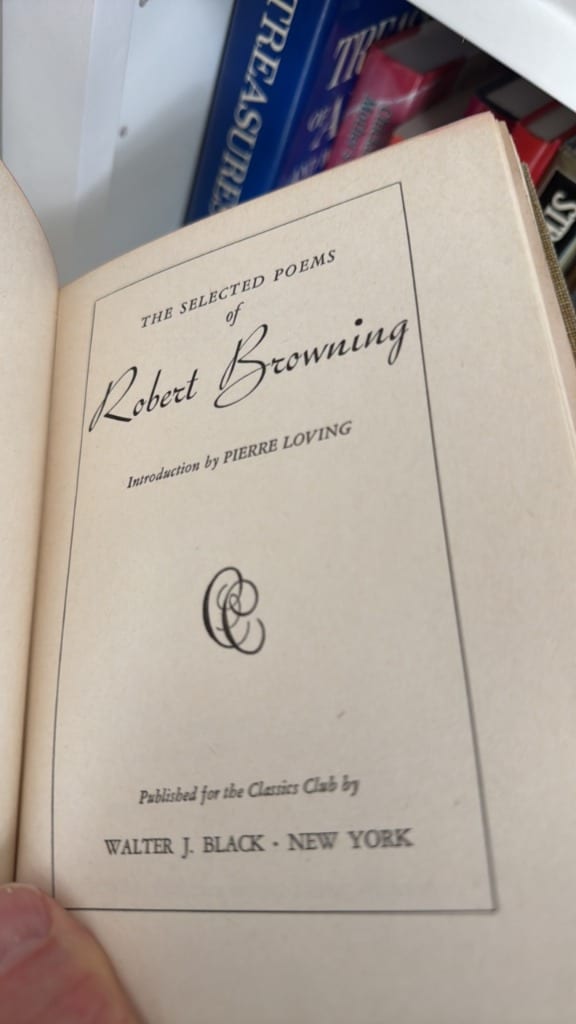 TREASURE
THE SELECTED POEMS
of
Robert Browning
Introduction by PIERRE LOVING
CC
Published for the Classics Club by
WALTER J. BLACK · NEW YORK